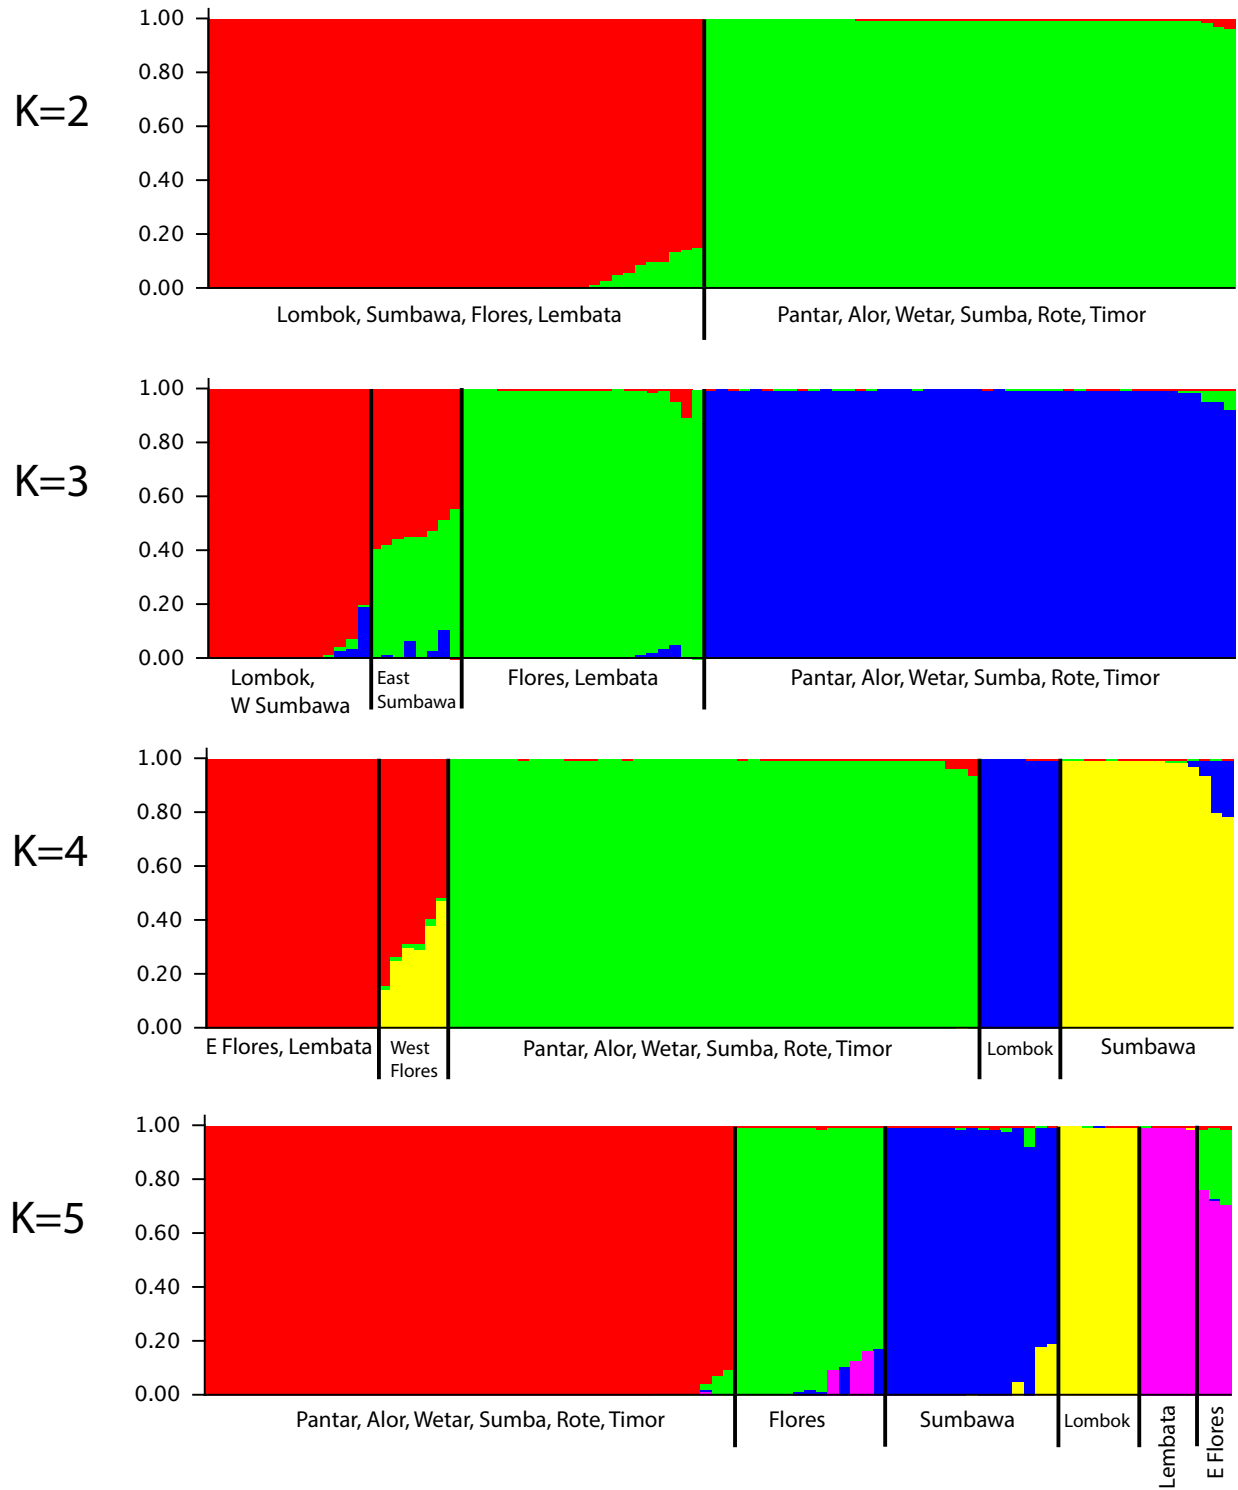 K=2
1.00
0.80
0.60
0.40
0.20
0.00
Lombok, Sumbawa, Flores, Lembata
Pantar, Alor, Wetar, Sumba, Rote, Timor
K=3
1.00
0.80
0.60
0.40
0.20
0.00
Lombok,
W Sumbawa
East
Sumbawa
Flores, Lembata
Pantar, Alor, Wetar, Sumba, Rote, Timor
K=4
1.00
0.80
0.60
0.40
0.20
0.00
E Flores, Lembata
West
Flores
Pantar, Alor, Wetar, Sumba, Rote, Timor
Lombok
Sumbawa
K=5
1.00
0.80
0.60
0.40
0.20
0.00
Pantar, Alor, Wetar, Sumba, Rote, Timor
Flores
Sumbawa
Lombok
Lembata
E Flores